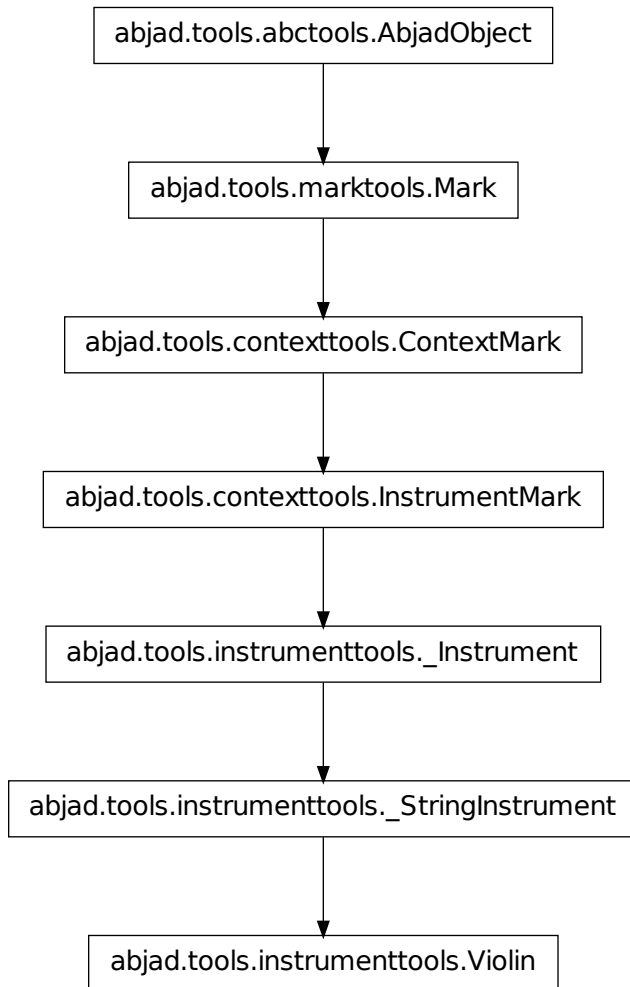 abjad.tools.abctools.AbjadObject
abjad.tools.marktools.Mark
abjad.tools.contexttools.ContextMark
abjad.tools.contexttools.InstrumentMark
abjad.tools.instrumenttools._Instrument
abjad.tools.instrumenttools._StringInstrument
abjad.tools.instrumenttools.Violin